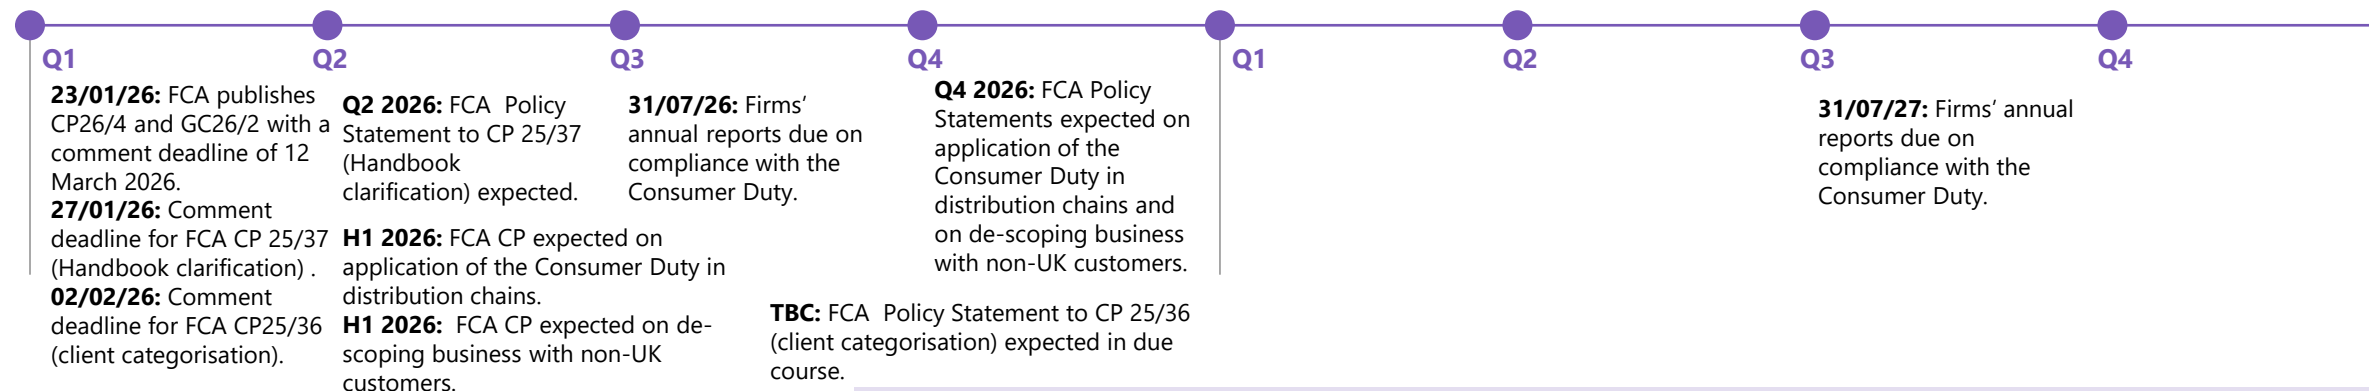 Q1
Q2
Q3
Q4
Q1
Q2
Q3
Q4
23/01/26: FCA publishes
CP26/4 and GC26/2 with a
comment deadline of 12
March 2026.
27/01/26: Comment
deadline for FCA CP 25/37
(Handbook clarification) .
02/02/26: Comment
deadline for FCA CP25/36
(client categorisation).
Q2 2026: FCA  Policy
Statement to CP 25/37
(Handbook
clarification) expected.
H1 2026: FCA CP expected on
application of the Consumer Duty in
distribution chains.
H1 2026:  FCA CP expected on de-
scoping business with non-UK
customers.
31/07/26: Firms’
annual reports due on
compliance with the
Consumer Duty.
Q4 2026: FCA Policy
Statements expected on
application of the
Consumer Duty in
distribution chains and
on de-scoping business
with non-UK customers.
TBC: FCA  Policy Statement to CP 25/36
(client categorisation) expected in due
course.
31/07/27: Firms’ annual
reports due on
compliance with the
Consumer Duty.